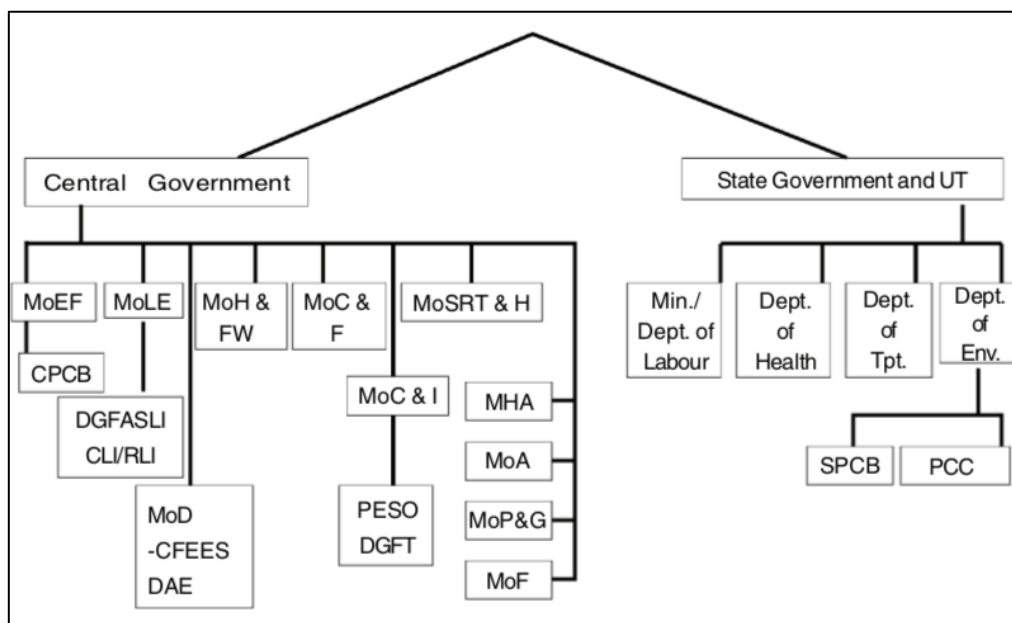 Central Government
State Government and UT
MoEF
MoLE
MoH &
FW
MoC &
F
MoSRT & H
CPCB
DGFASLI
CLI/RLI
MoD
-CFEES
DAE
MoC & I
PESO
DGFT
MHA
MoA
MoP&G
MoF
Min./
Dept. of
Labour
Dept.
of
Health
Dept.
of
Tpt.
Dept.
of
Env.
SPCB
PCC